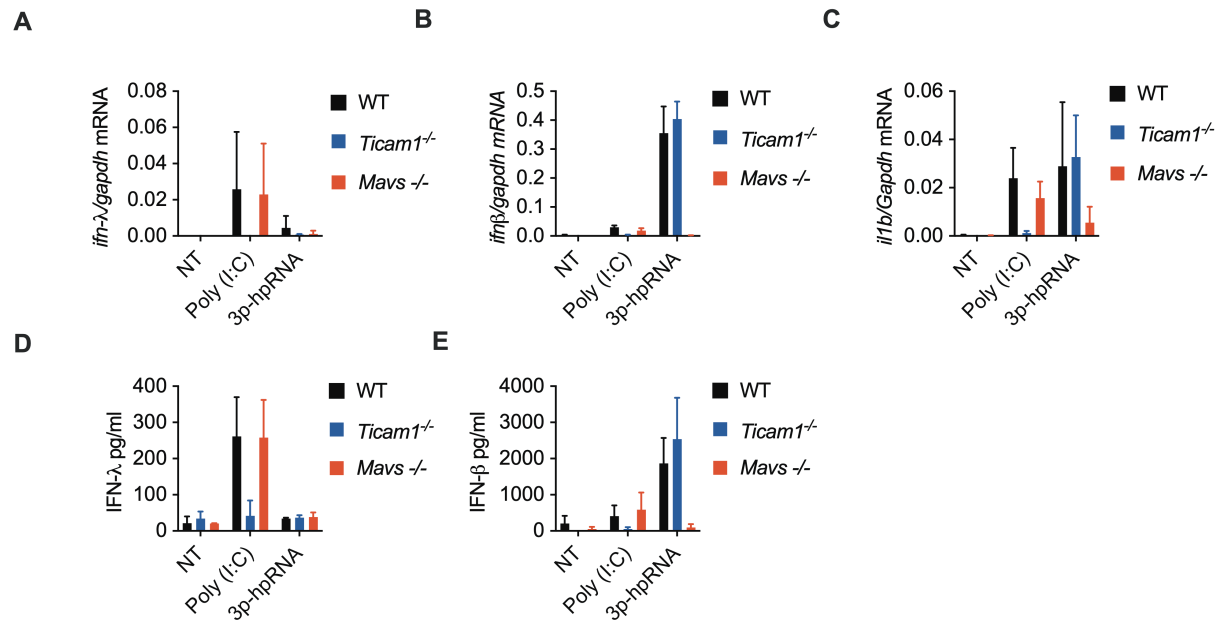 A
ifn-λ/gapdh mRNA
0.08
0.06
0.04
0.02
0.00
NT
Poly (I:C)
3p-hpRNA
WT
Ticam1-/-
Mavs -/-
B
ifnβ/gapdh mRNA
0.5
0.4
0.3
0.2
0.1
0.0
NT
Poly (I:C)
3p-hpRNA
WT
Ticam1-/-
Mavs -/-
C
il1b/Gapdh mRNA
0.06
0.04
0.02
0.00
NT
Poly (I:C)
3p-hpRNA
WT
Ticam1-/-
Mavs -/-
D
IFN-λ pg/ml
400
300
200
100
0
NT
Poly (I:C)
3p-hpRNA
WT
Ticam1-/-
Mavs -/-
E
IFN-β pg/ml
4000
3000
2000
1000
0
NT
Poly (I:C)
3p-hpRNA
WT
Ticam1-/-
Mavs -/-